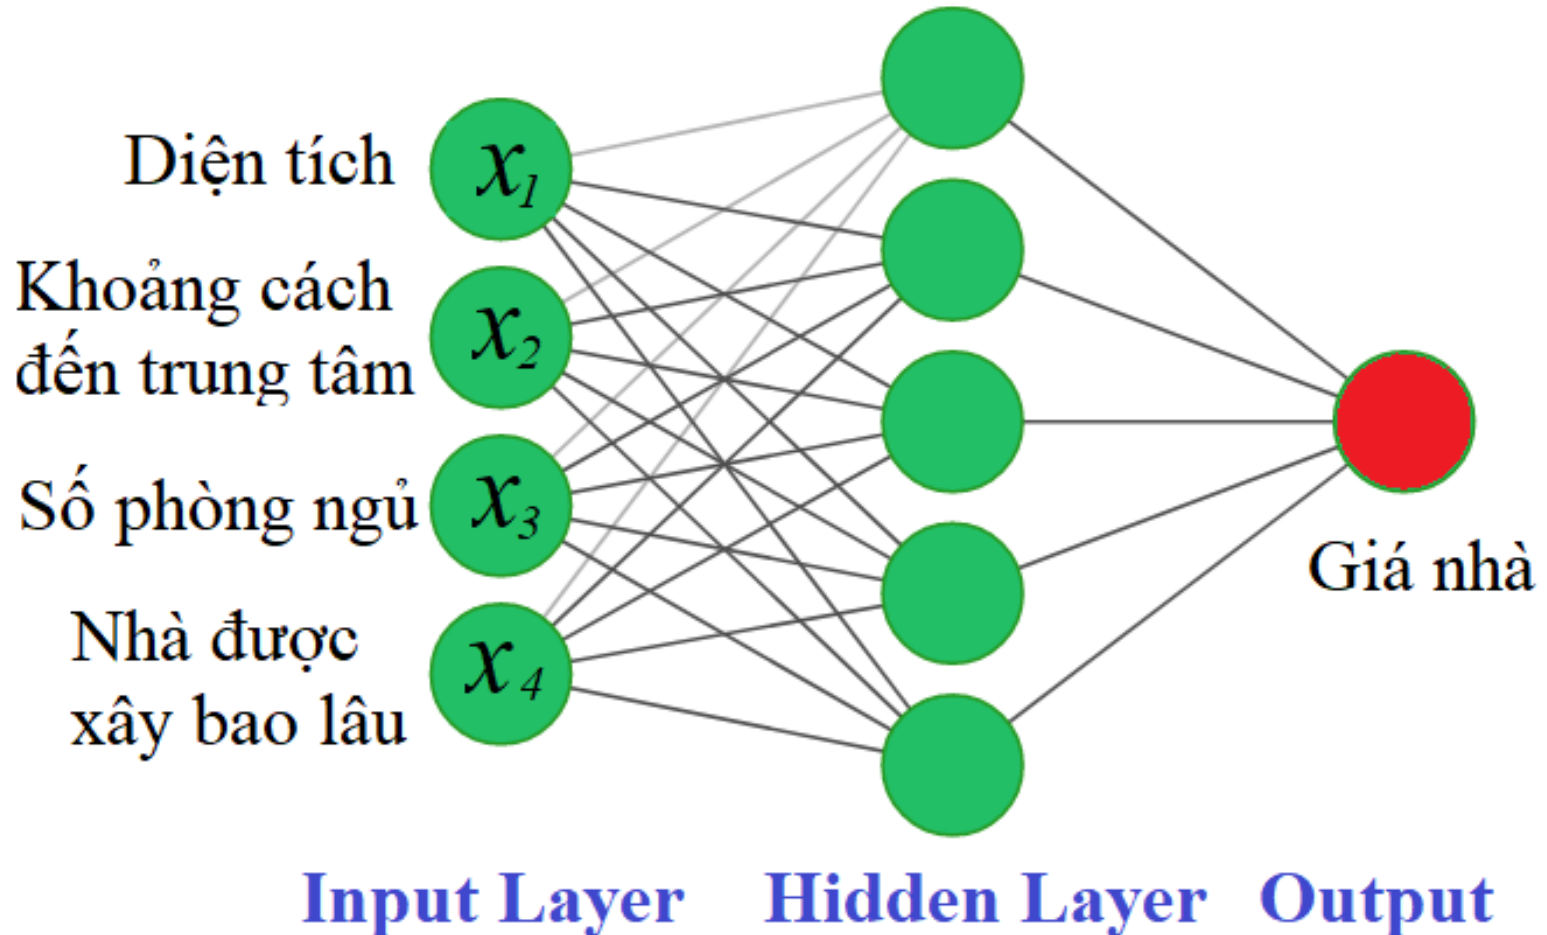 Diện tích
x1
Khoảng cách
đến trung tâm
x2
Số phòng ngủ
x3
Nhà được
xây bao lâu
x4
Giá nhà
Input Layer
Hidden Layer
Output